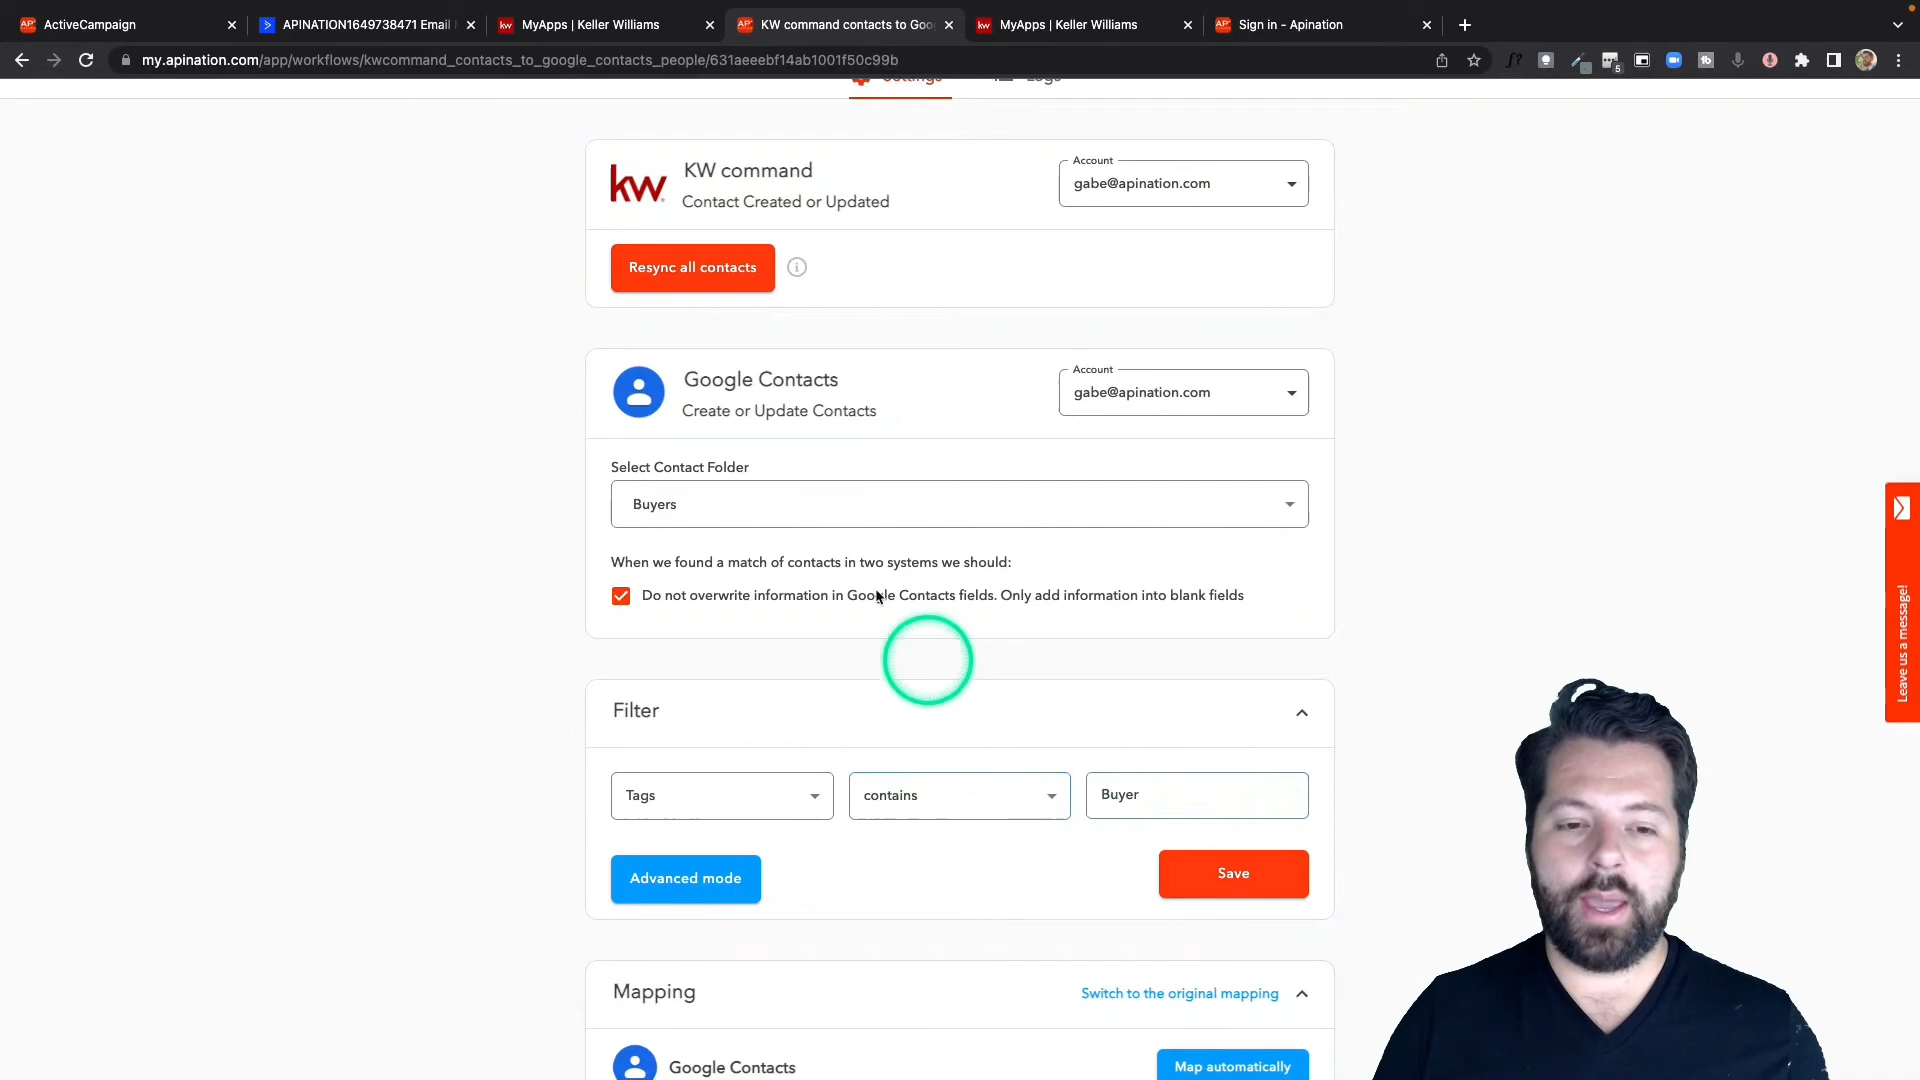 ActiveCampaign
APINATION1649738471 Email
MyApps | Keller Williams
KW command contacts to Goo
MyApps | Keller Williams
Sign in - Apination
my.apination.com/app/workflows/kwcommand_contacts_to_google_contacts_people/631aeeebf14ab1001f50c99b
Settings
Logs
kw
KW command
Contact Created or Updated
Account
gabe@apination.com
Resync all contacts
Google Contacts
Create or Update Contacts
Account
gabe@apination.com
Select Contact Folder
Buyers
When we found a match of contacts in two systems we should:
Do not overwrite information in Google Contacts fields. Only add information into blank fields
Leave us a message!
Filter
Tags
contains
Buyer
Advanced mode
Save
Mapping
Switch to the original mapping
Google Contacts
Map automatically